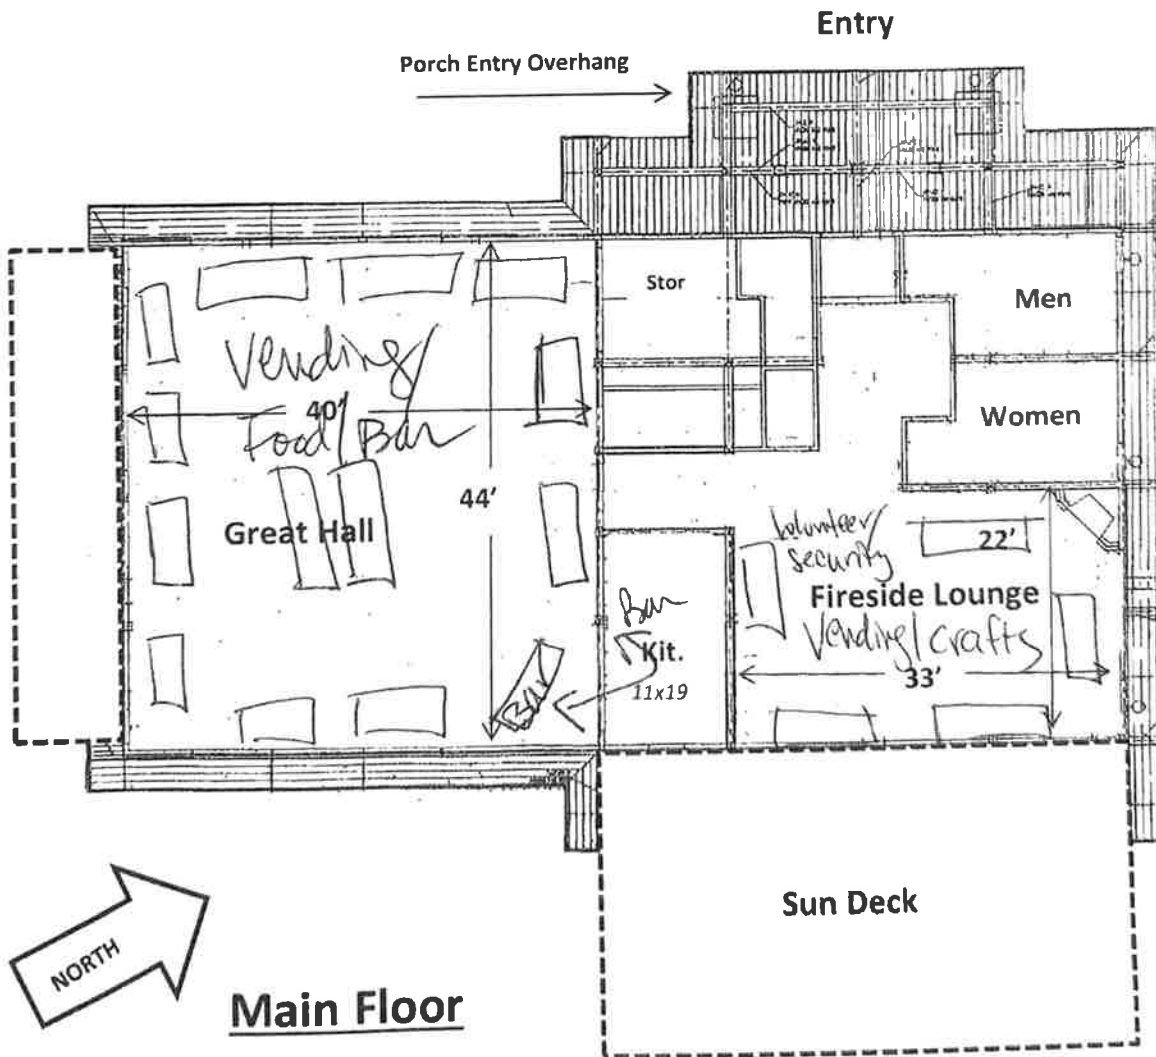 Entry
Porch Entry Overhang
Stor
Men
Vending/
40'
Food/Bar
Women
44'
Great Hall
Volunteer/
security
22'
Fireside Lounge
Bar
Kit.
Vending/crafts
33'
11x19
BAR
Sun Deck
NORTH
Main Floor